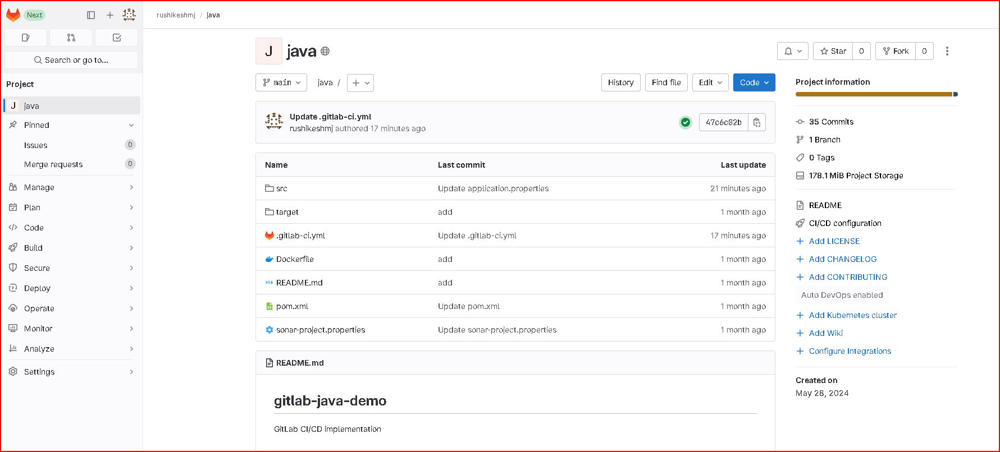 Next
rushikeshmj / java
Search or go to...
Project
J java
Pinned
Issues 0
Merge requests 0
Manage
Plan
Code
Build
Secure
Deploy
Operate
Monitor
Analyze
Settings
J java
Star 0
Fork 0
main java / +
History Find file Edit Code
Update .gitlab-ci.yml
rushikeshmj authored 17 minutes ago
47c6c02b
Name Last commit Last update
src Update application.properties 21 minutes ago
target add 1 month ago
.gitlab-ci.yml Update .gitlab-ci.yml 17 minutes ago
Dockerfile add 1 month ago
README.md add 1 month ago
pom.xml Update pom.xml 1 month ago
sonar-project.properties Update sonar-project.properties 1 month ago
README.md
gitlab-java-demo
GitLab CI/CD implementation
Project information
35 Commits
1 Branch
0 Tags
178.1 MiB Project Storage
README
CI/CD configuration
+ Add LICENSE
+ Add CHANGELOG
+ Add CONTRIBUTING
Auto DevOps enabled
+ Add Kubernetes cluster
+ Add Wiki
+ Configure Integrations
Created on
May 28, 2024